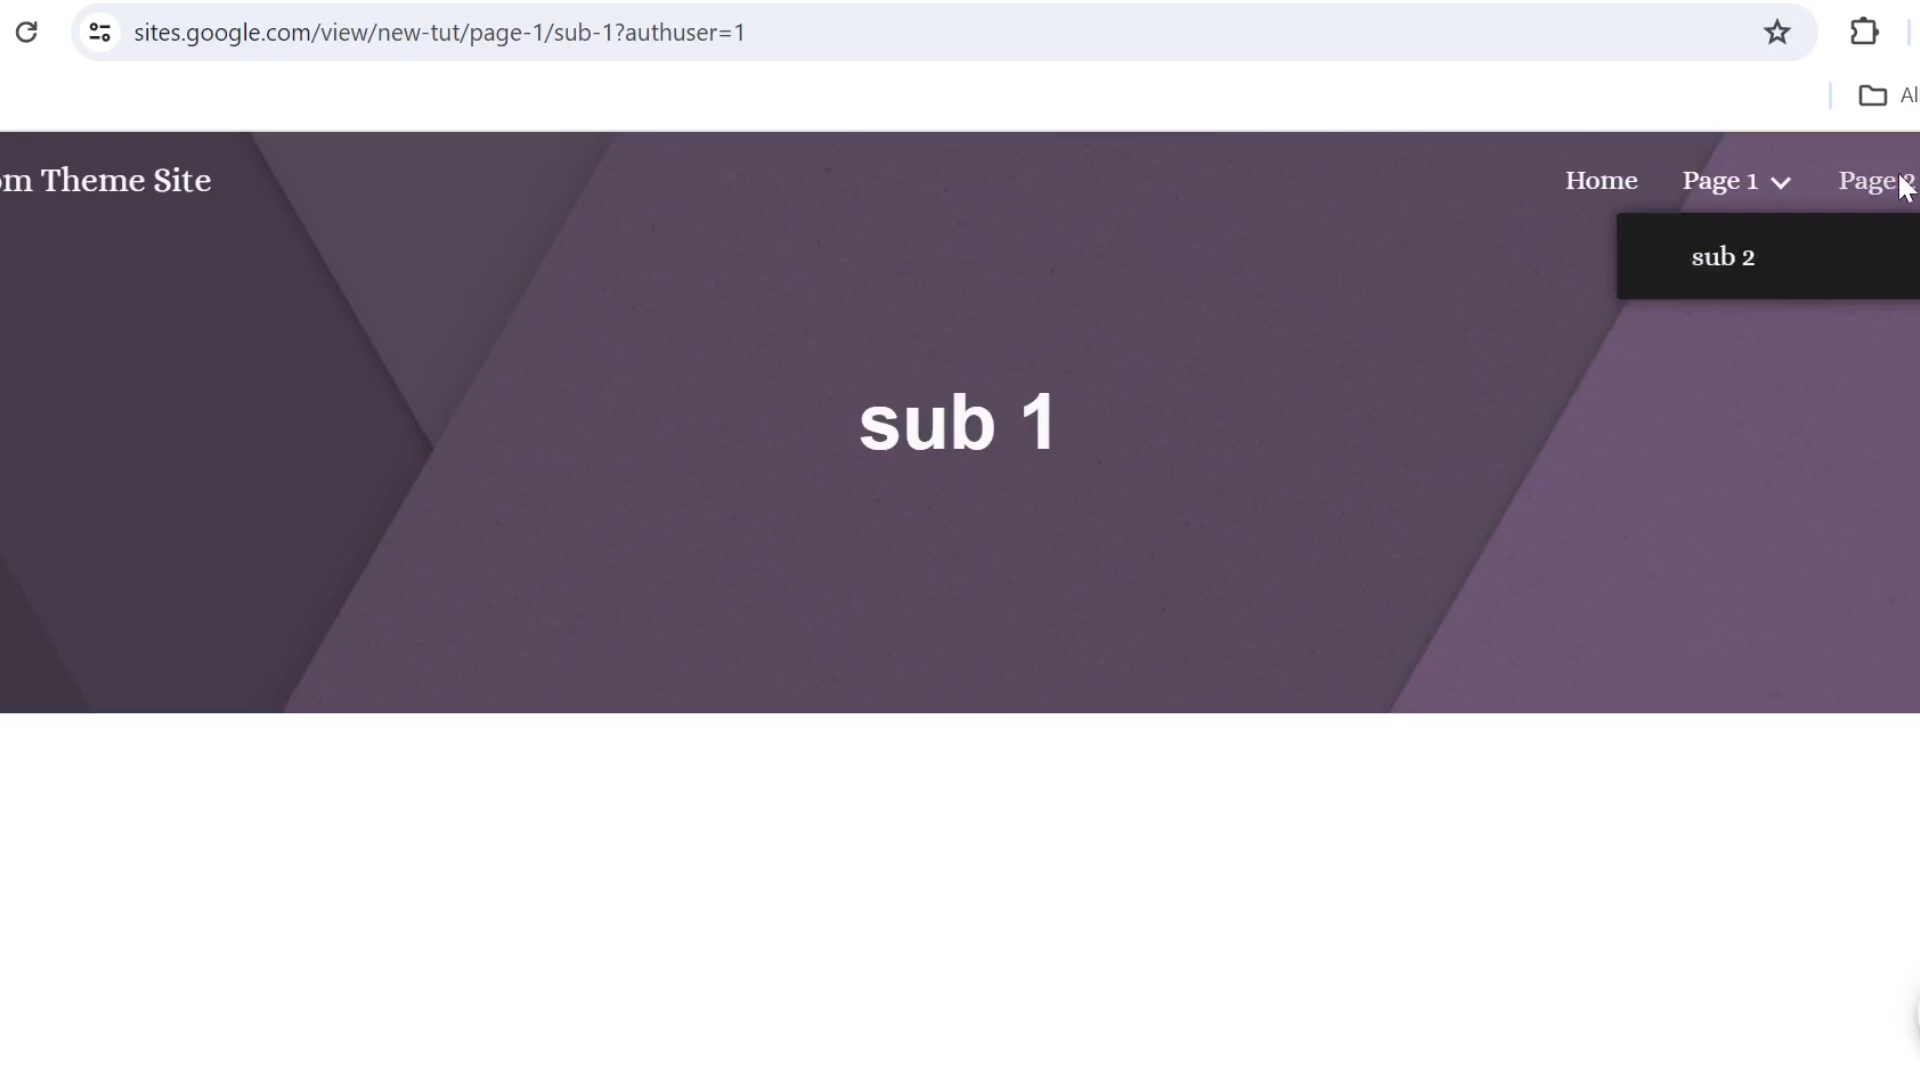 sites.google.com/view/new-tut/page-1/sub-1?authuser=1
Al
om Theme Site
Home
Page 1
Page 2
sub 2
sub 1